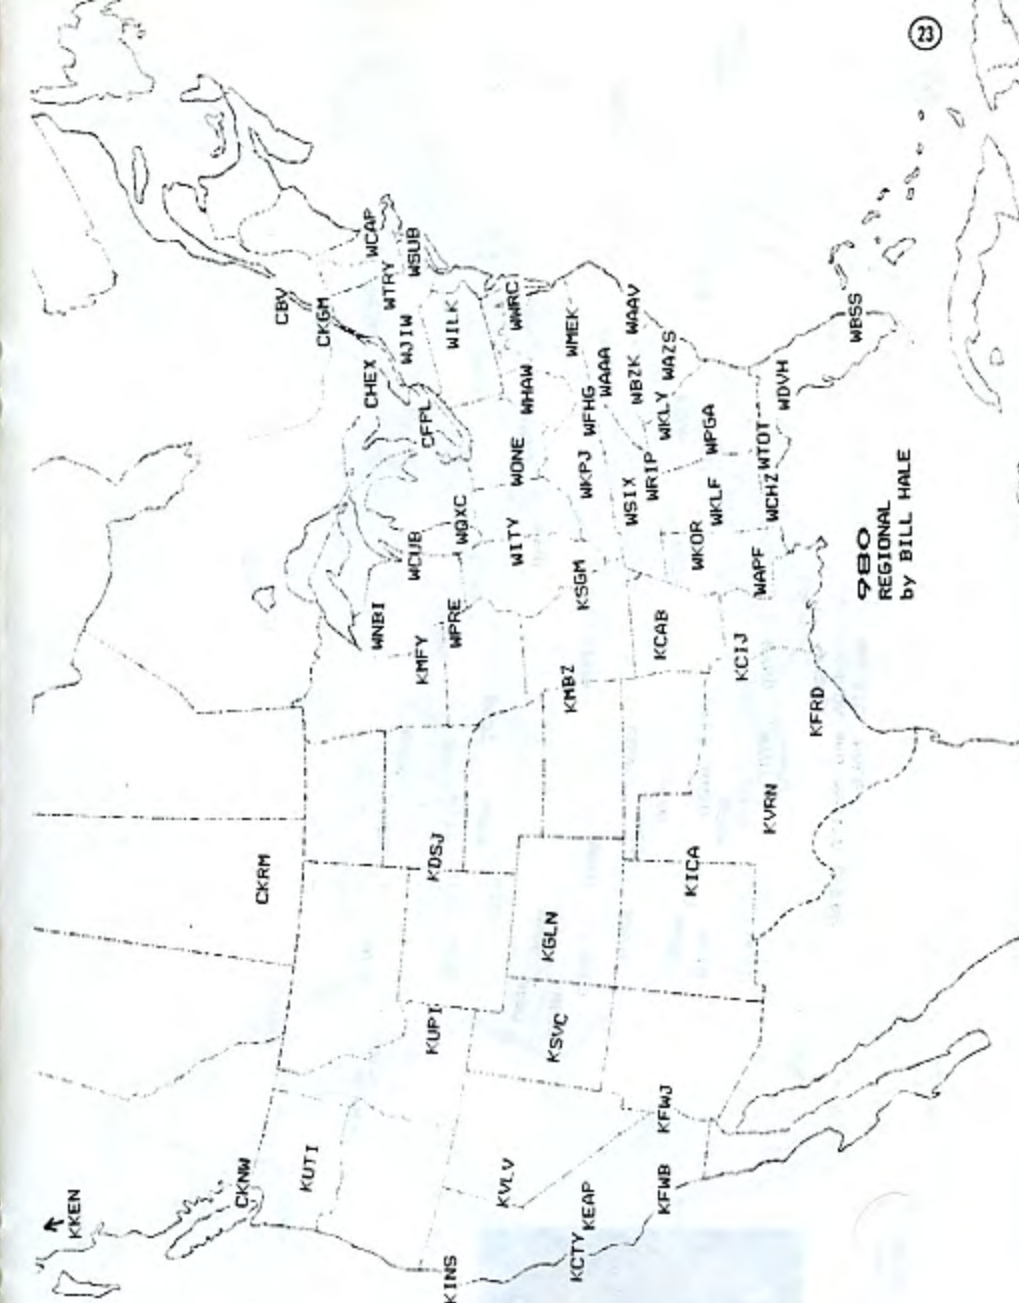 23
KKEN
CKNW
KUTI
KINS
KVLV
KCTY
KEAP
KFWB
KFWJ
KUPI
KSVC
CKRM
KDSJ
KGLN
KICA
KVRN
KFRD
KCIJ
KMBZ
KCAB
KSGM
WNBI
KMFY
WPRE
WCUB
WQXC
WITY
WONE
WKPJ
WFHG
WAAA
WSIX
WRIP
WKLY
WBZK
WAZS
WAAV
WMEK
WHAW
WWRC
WILK
WJIW
WTRY
WSUB
WCAP
CBV
CKGM
CHEX
CFPL
WKOR
WKLF
WPGA
WAPF
WCHZ
WTOT
WDVH
WBSS
980
REGIONAL
by BILL HALE